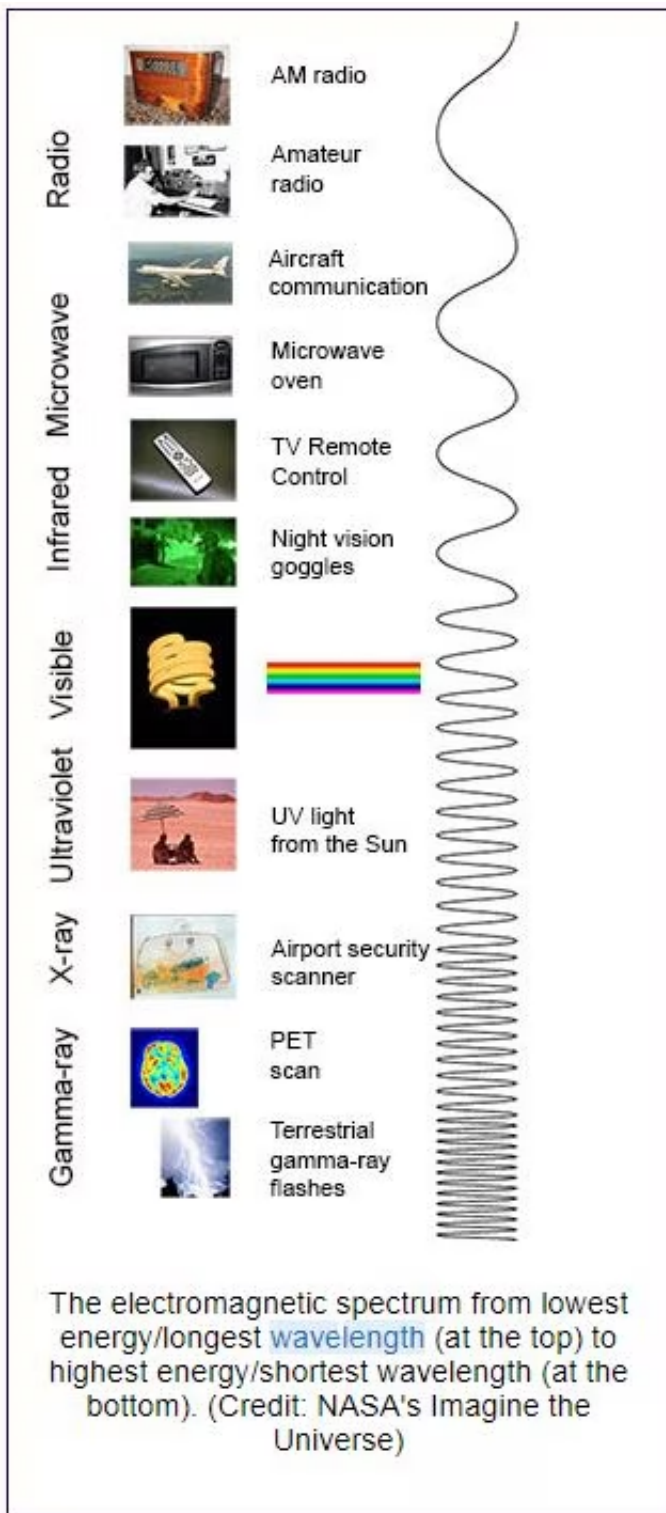 Radio
AM radio
Amateur
radio
Aircraft
communication
Microwave
Microwave
oven
Infrared
TV Remote
Control
Night vision
goggles
Visible
Ultraviolet
UV light
from the Sun
X-ray
Airport security
scanner
Gamma-ray
PET
scan
Terrestrial
gamma-ray
flashes
The electromagnetic spectrum from lowest
energy/longest wavelength (at the top) to
highest energy/shortest wavelength (at the
bottom). (Credit: NASA's Imagine the
Universe)